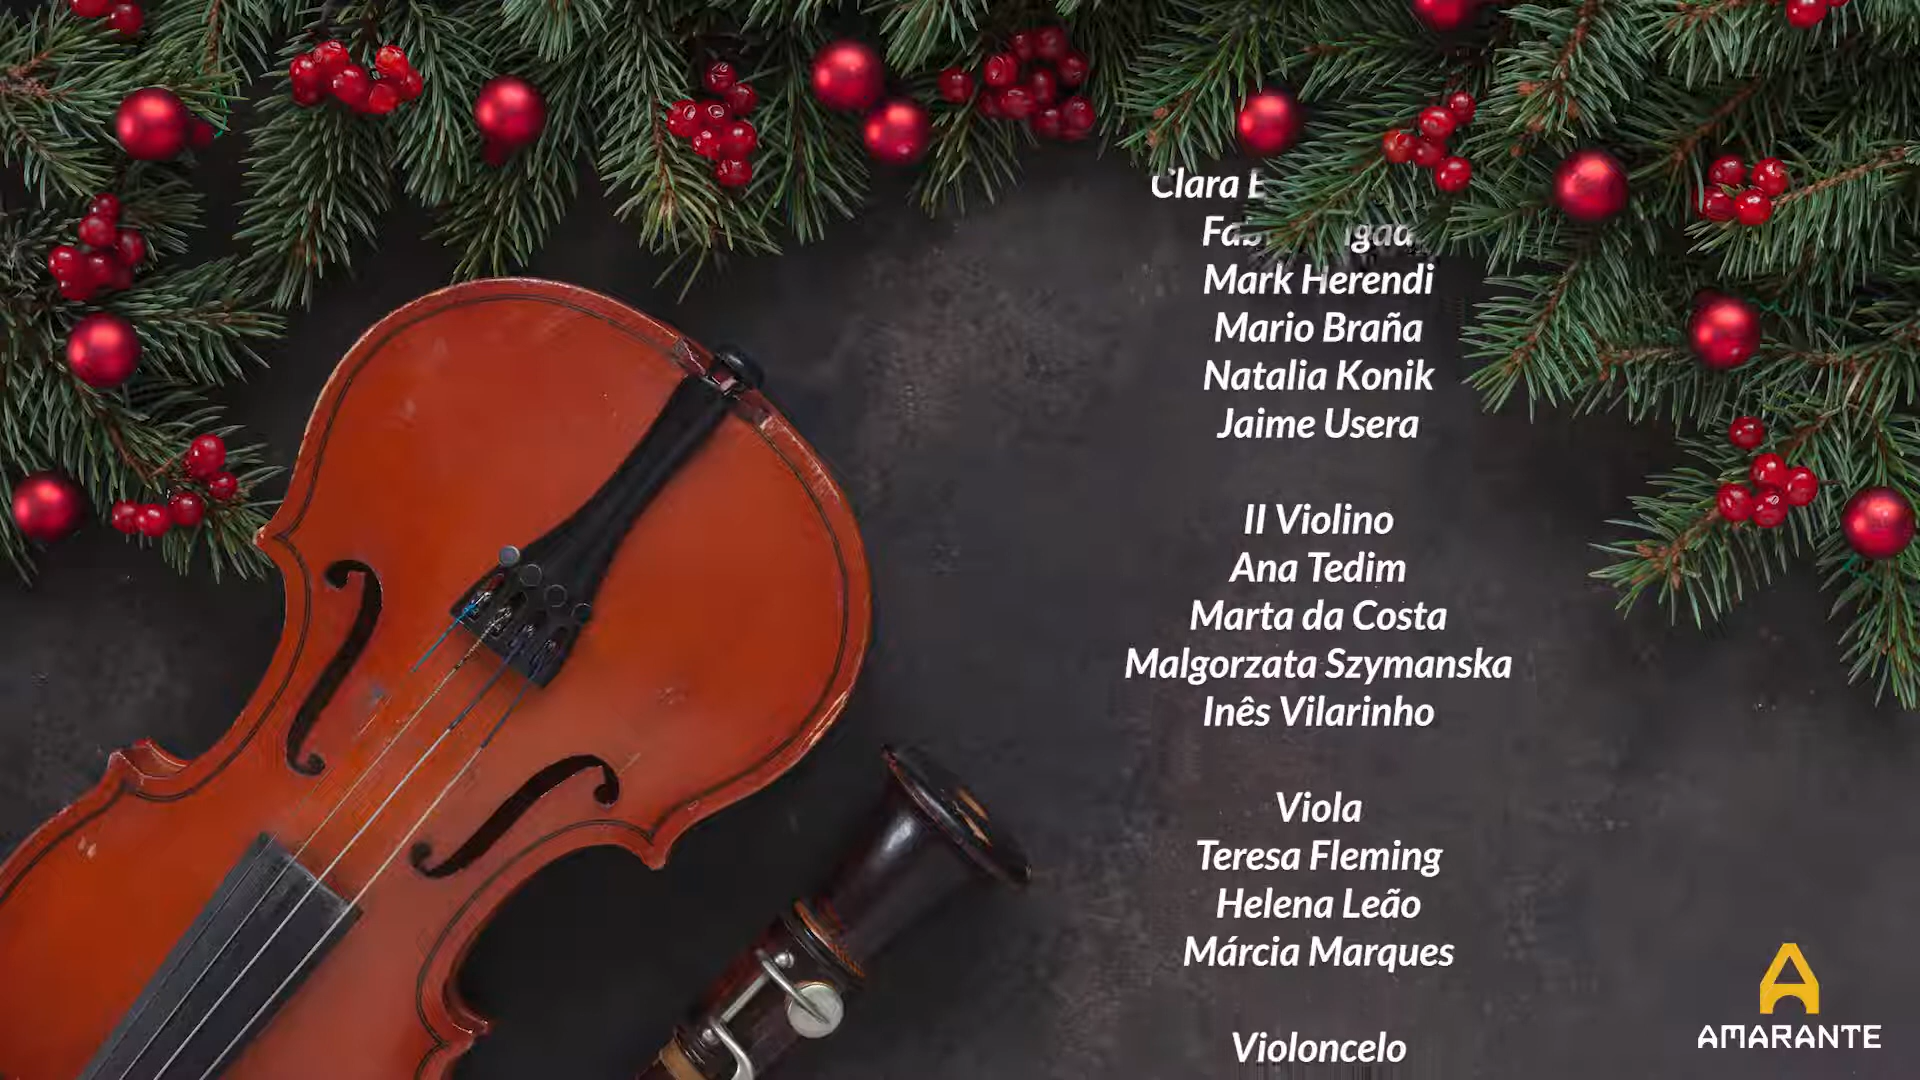 Clara
Mark Herendi
Mario Braña
Natalia Konik
Jaime Usera
II Violino
Ana Tedim
Marta da Costa
Malgorzata Szymanska
Inês Vilarinho
Viola
Teresa Fleming
Helena Leão
Márcia Marques
Violoncelo
AMARANTE